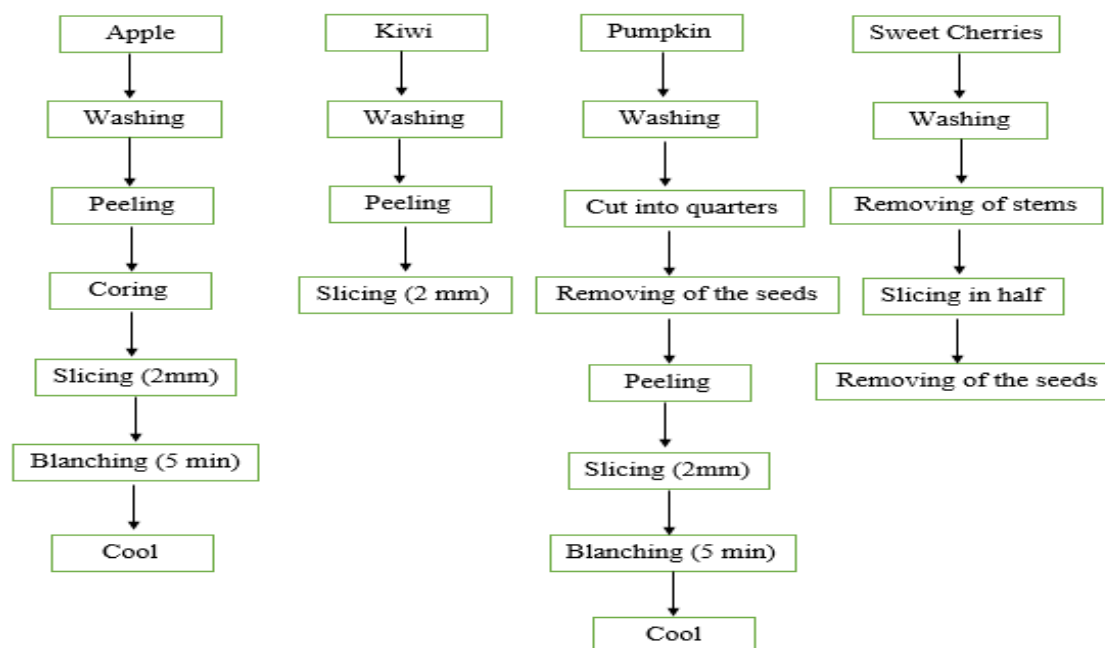 Apple
Washing
Peeling
Coring
Slicing (2mm)
Blanching (5 min)
Cool
Kiwi
Washing
Peeling
Slicing (2 mm)
Pumpkin
Washing
Cut into quarters
Removing of the seeds
Peeling
Slicing (2mm)
Blanching (5 min)
Cool
Sweet Cherries
Washing
Removing of stems
Slicing in half
Removing of the seeds